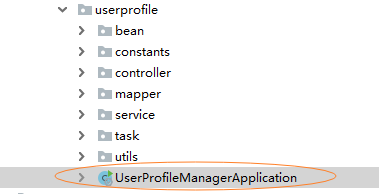 userprofile
bean
constants
controller
mapper
service
task
utils
UserProfileManagerApplication